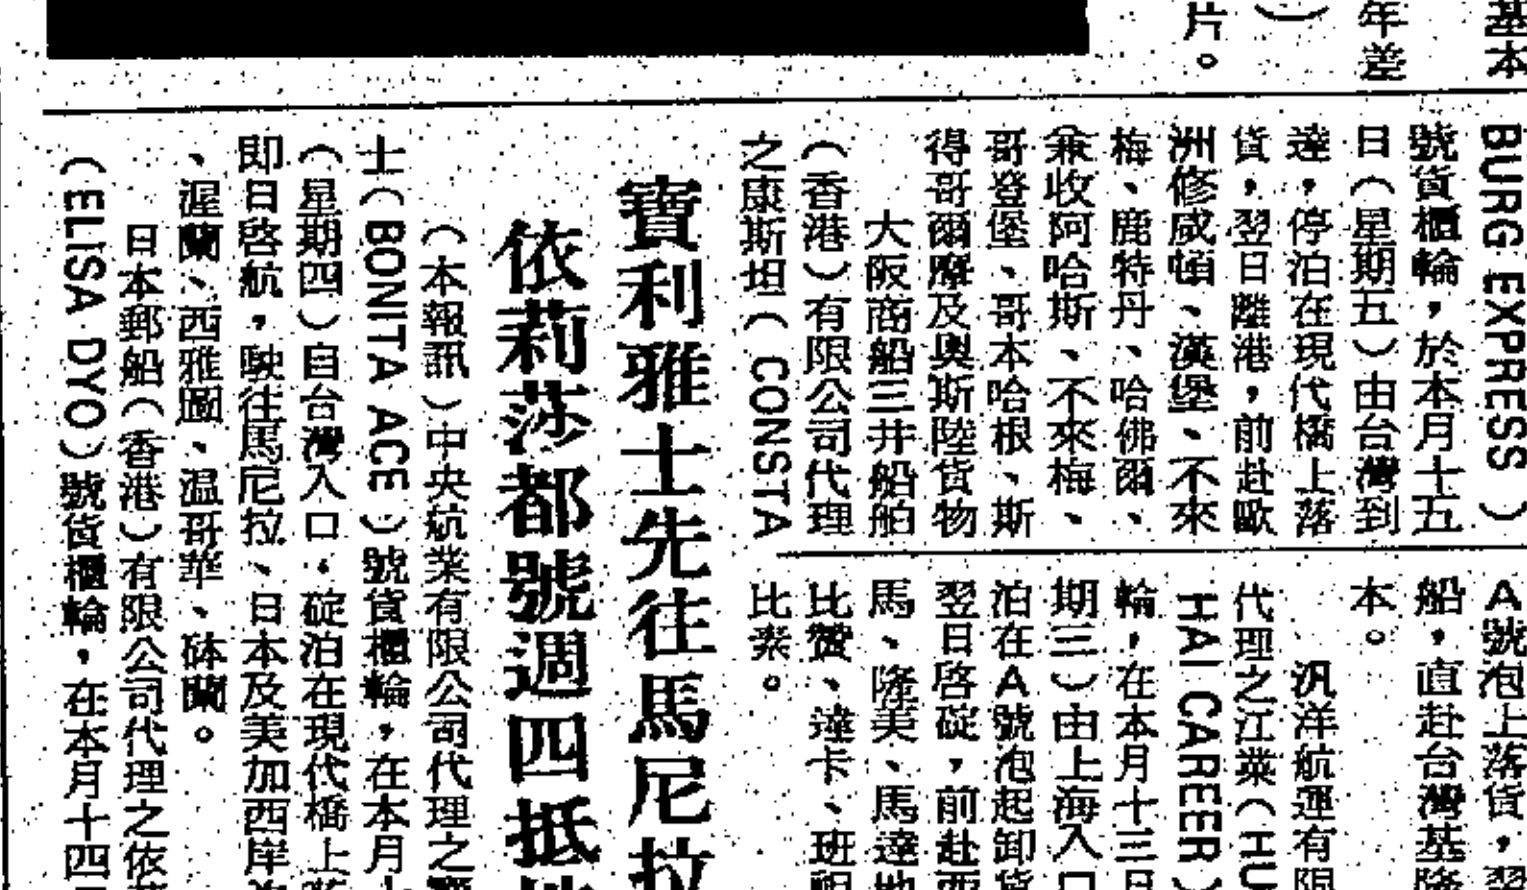 基本
年差
）
片。
BURG EXPRESS）
號貨櫃輪，於本月十五
日（星期五）由台灣到
達，停泊在現代橋上落
貨，翌日離港，前赴歐
洲修咸頓、漢堡、不來
梅、鹿特丹、哈佛爾、
兼收阿哈斯、不來梅、
哥登堡、哥本哈根、斯
得哥爾摩及奧斯陸貨物
大阪商船三井船舶
（香港）有限公司代理
之康斯坦（CONSTA
A號泡上落貨，翌
船，直赴台灣基隆
本。
汎洋航運有限
代理之江業（HU
HAI CAREER）
輪，在本月十三日
期三）由上海入口
泊在A號泡起卸貨
翌日啓碇，前赴西
馬、隆美、馬達地
比贊、達卡、班
比桼。
寶利雅士先往馬尼拉
依莉莎都號週四抵
（本報訊）中央航業有限公司代理之寶
士（BONITA ACE）號貨櫃輪，在本月十
（星期四）自台灣入口，碇泊在現代橋上落
即日啓航，駛往馬尼拉、日本及美加西岸
、渥蘭、西雅圖、温哥華、砵蘭。
日本郵船（香港）有限公司代理之依莉
（ELISA DYO）號貨櫃輪，在本月十四